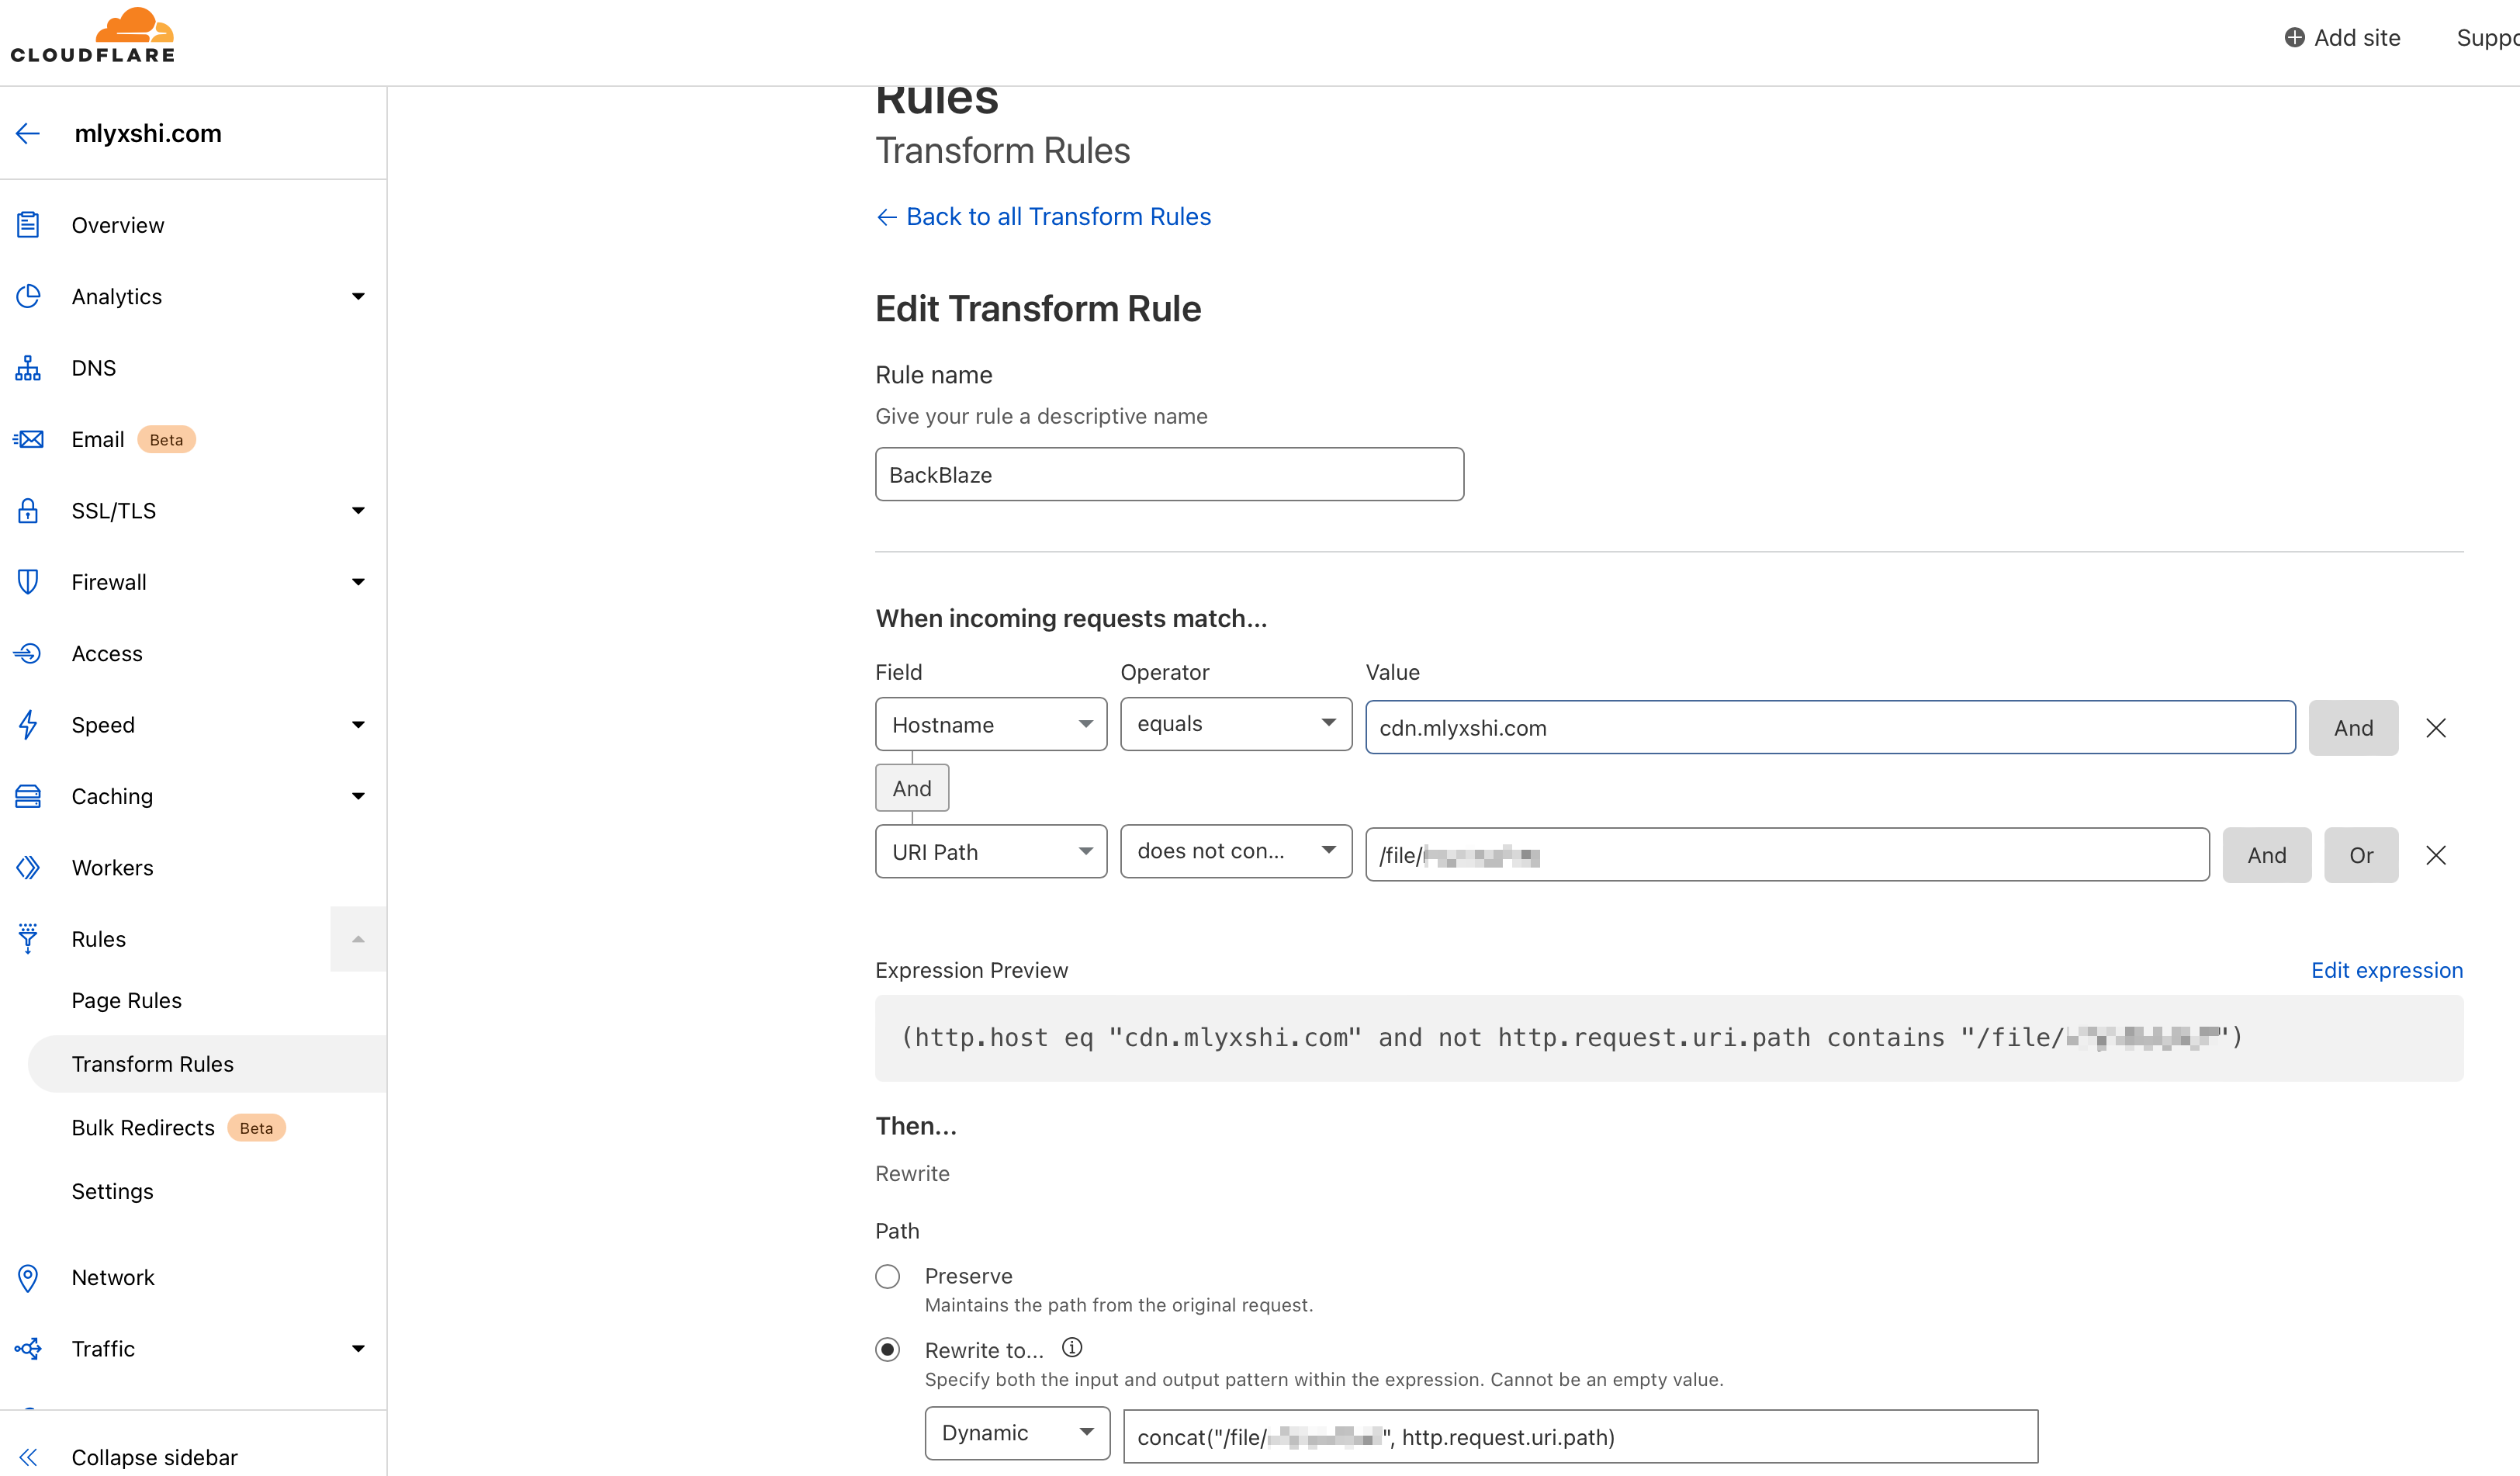 CLOUDFLARE
Add site
Suppo
mlyxshi.com
Overview
Analytics
DNS
Email Beta
SSL/TLS
Firewall
Access
Speed
Caching
Workers
Rules
Page Rules
Transform Rules
Bulk Redirects Beta
Settings
Network
Traffic
Collapse sidebar
Rules
Transform Rules
← Back to all Transform Rules
Edit Transform Rule
Rule name
Give your rule a descriptive name
BackBlaze
When incoming requests match...
Field Operator Value
Hostname equals cdn.mlyxshi.com And
And
URI Path does not con... /file/ And Or
Expression Preview Edit expression
(http.host eq "cdn.mlyxshi.com" and not http.request.uri.path contains "/file/ ")
Then...
Rewrite
Path
Preserve
Maintains the path from the original request.
Rewrite to...
Specify both the input and output pattern within the expression. Cannot be an empty value.
Dynamic concat("/file/ ", http.request.uri.path)